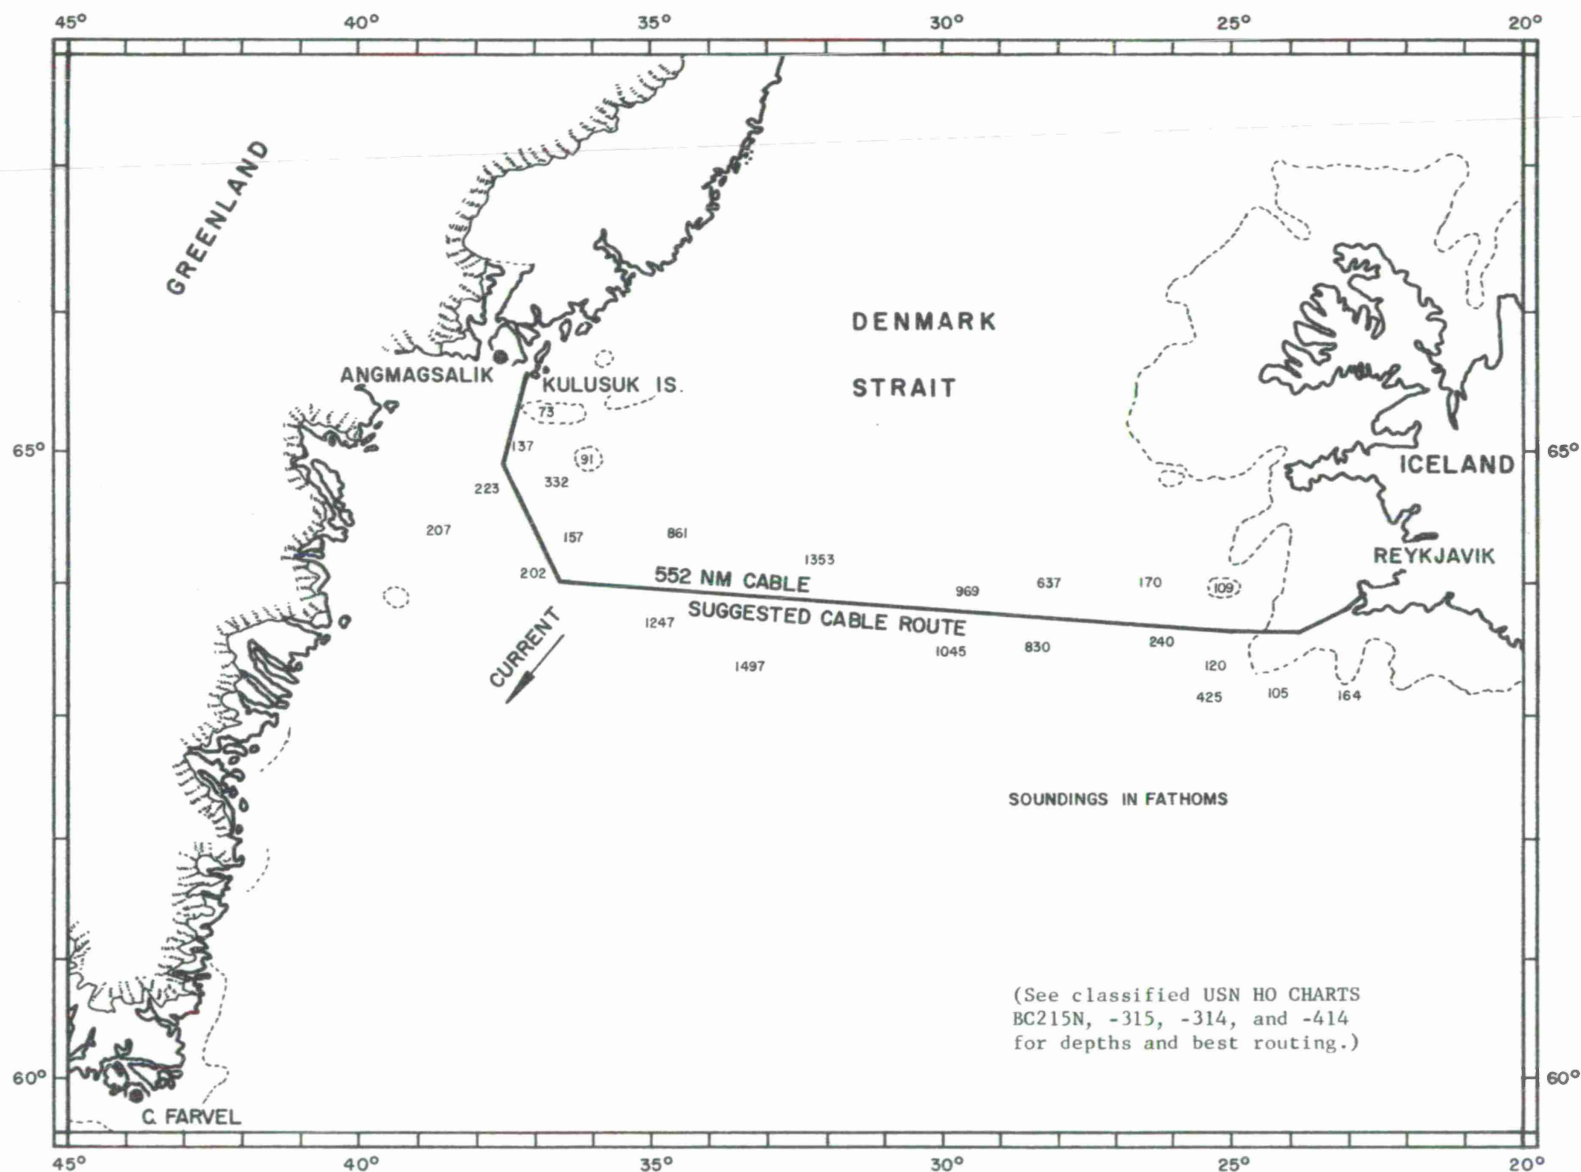 45° 40° 35° 30° 25° 20°
GREENLAND
DENMARK
STRAIT
ANGMAGSALIK
KULUSUK IS.
73
137
65°
91
ICELAND
65°
332
223
207
157
861
1353
REYKJAVIK
202
552 NM CABLE
969
637
170
109
SUGGESTED CABLE ROUTE
1247
CURRENT
1045
830
240
1497
120
425
105
164
SOUNDINGS IN FATHOMS
(See classified USN HO CHARTS
BC215N, -315, -314, and -414
for depths and best routing.)
60°
60°
C. FARVEL
45° 40° 35° 30° 25° 20°